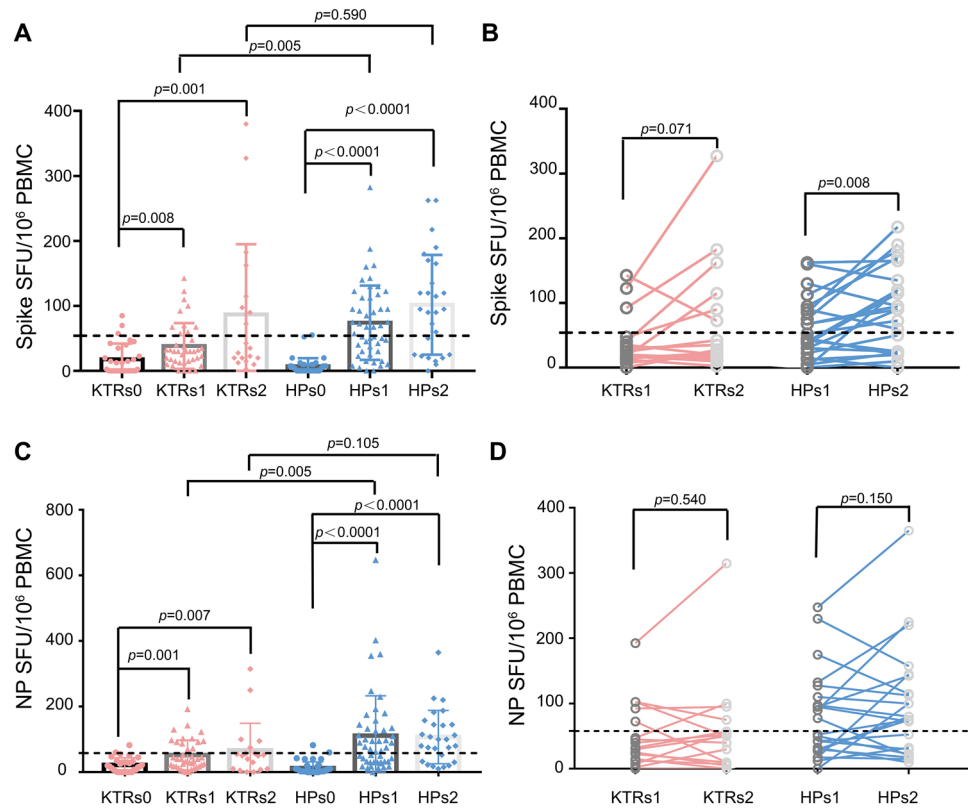 A
p=0.590
p=0.005
p=0.001
p<0.0001
p<0.0001
p=0.008
Spike SFU/10⁶ PBMC
400
300
200
100
0
KTRs0 KTRs1 KTRs2 HPs0 HPs1 HPs2
B
p=0.071
p=0.008
Spike SFU/10⁶ PBMC
400
300
200
100
0
KTRs1 KTRs2 HPs1 HPs2
C
p=0.105
p=0.005
p<0.0001
p<0.0001
p=0.007
p=0.001
NP SFU/10⁶ PBMC
800
600
400
200
0
KTRs0 KTRs1 KTRs2 HPs0 HPs1 HPs2
D
p=0.540
p=0.150
NP SFU/10⁶ PBMC
400
300
200
100
0
KTRs1 KTRs2 HPs1 HPs2